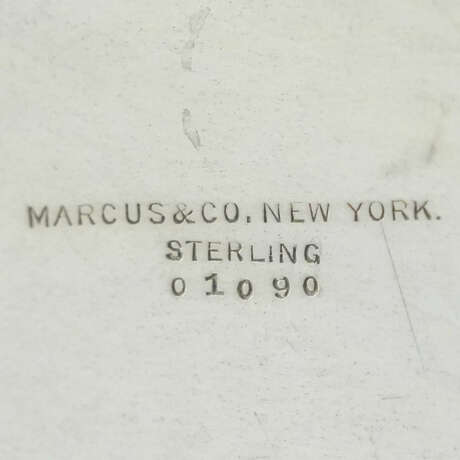 MARCUS&CO. NEW YORK.
STERLING
01090